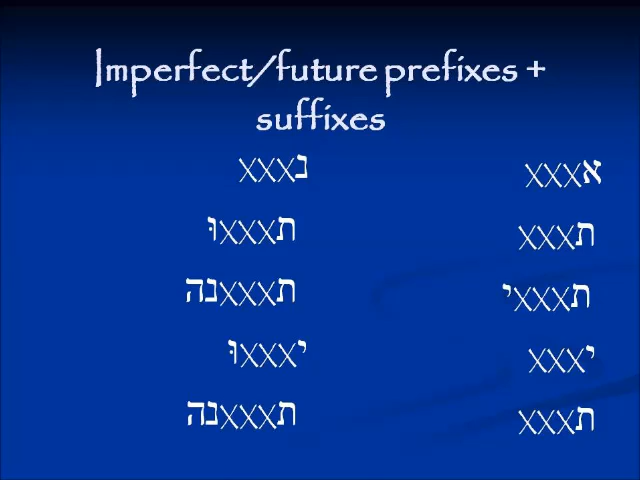 Imperfect/future prefixes +
suffixes
אxxx
תxxx
תxxxי
יxxx
תxxx
נxxx
תxxxוּ
תxxxנה
יxxxוּ
תxxxנה